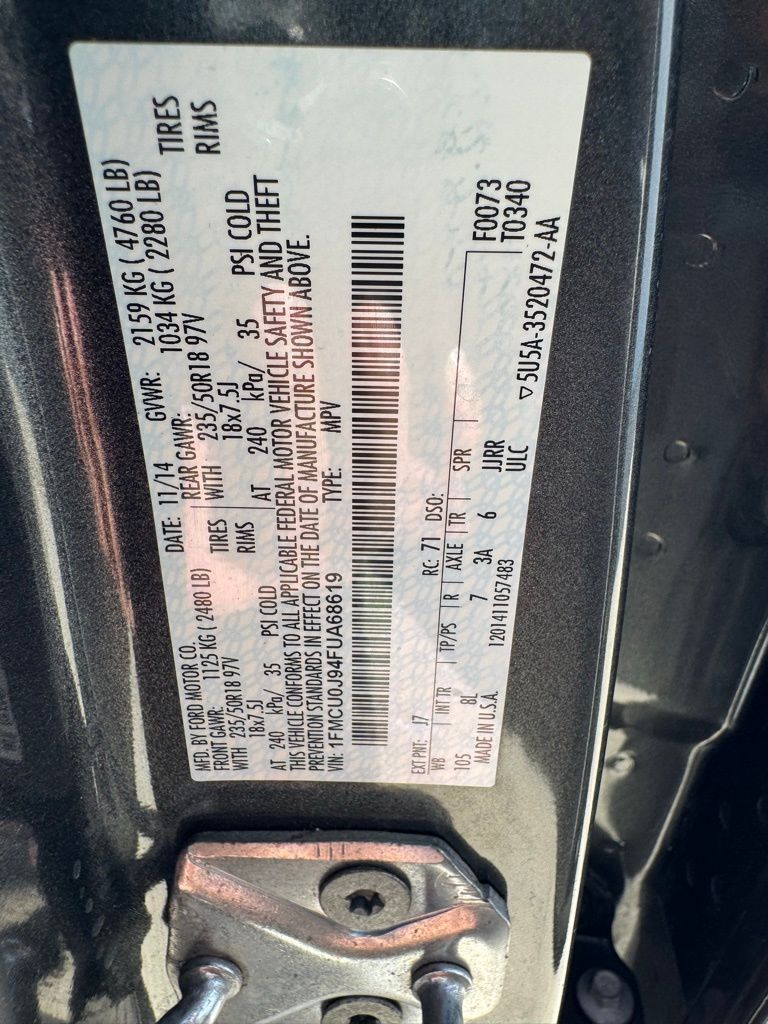 MFD. BY FORD MOTOR CO.
DATE: 11/14 GVWR: 2159 KG ( 4760 LB)
FRONT GAWR: 1125 KG ( 2480 LB) REAR GAWR: 1034 KG ( 2280 LB)
WITH 235/50R18 97V TIRES WITH 235/50R18 97V TIRES
18x7.5J RIMS 18x7.5J RIMS
AT 240 kPa/ 35 PSI COLD AT 240 kPa/ 35 PSI COLD
THIS VEHICLE CONFORMS TO ALL APPLICABLE FEDERAL MOTOR VEHICLE SAFETY AND THEFT
PREVENTION STANDARDS IN EFFECT ON THE DATE OF MANUFACTURE SHOWN ABOVE.
VIN: 1FMCU0J94FUA68619 TYPE: MPV
EXT PNT: J7 RC: 71 DSO:
WB INT TR TP/PS R AXLE TR SPR F0073
105 8L 7 3A 6 JJRR T0340
MADE IN U.S.A. 1201411057483 ULC
▽5U5A-3520472-AA